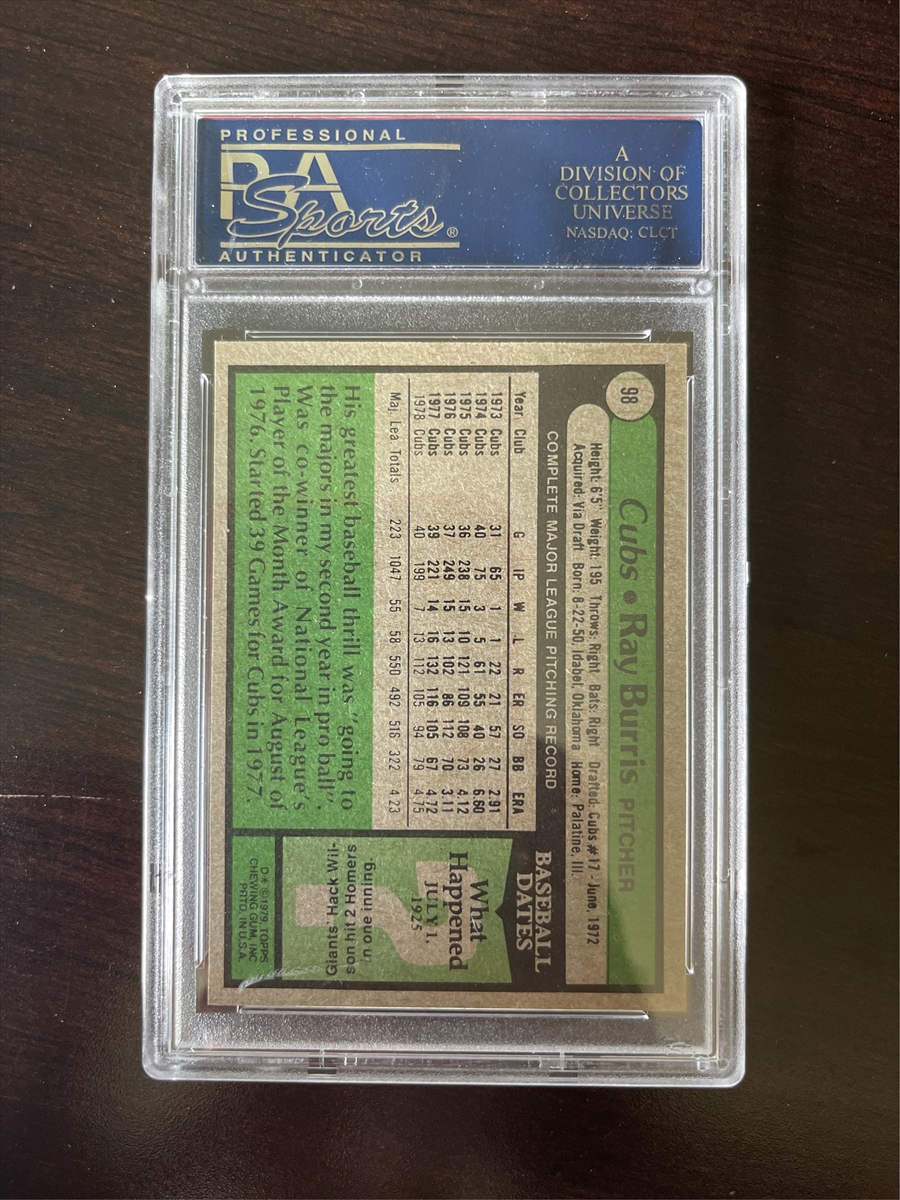 PROFESSIONAL
PSA
Sports®
AUTHENTICATOR
A
DIVISION OF
COLLECTORS
UNIVERSE
NASDAQ: CLCT
98
Cubs • Ray Burris PITCHER
Height: 6'5" Weight: 195 Throws: Right Bats: Right Drafted: Cubs #17-June, 1972
Acquired: Via Draft Born: 8-22-50, Idabel, Oklahoma Home: Palatine, Ill.
COMPLETE MAJOR LEAGUE PITCHING RECORD
Year Club G IP W L R ER SO BB ERA
1973 Cubs 31 65 1 1 22 21 57 27 2.91
1974 Cubs 40 75 3 5 61 55 40 26 6.60
1975 Cubs 36 238 15 10 121 109 108 73 4.12
1976 Cubs 37 249 15 13 102 86 112 70 3.11
1977 Cubs 39 221 14 16 132 116 105 67 4.72
1978 Cubs 40 199 7 13 112 105 94 79 4.75
Maj. Lea. Totals 223 1047 55 58 550 492 516 322 4.23
His greatest baseball thrill was "going to
the majors in my second year in pro ball".
Was co-winner of National League's
Player of the Month Award for August of
1976. Started 39 Games for Cubs in 1977.
BASEBALL
DATES
What
Happened
JULY 1,
1925
Giants' Hack Wil-
son hit 2 Homers
in one inning.
D* © 1979 TOPPS
CHEWING GUM, INC.
PRTD. IN U.S.A.